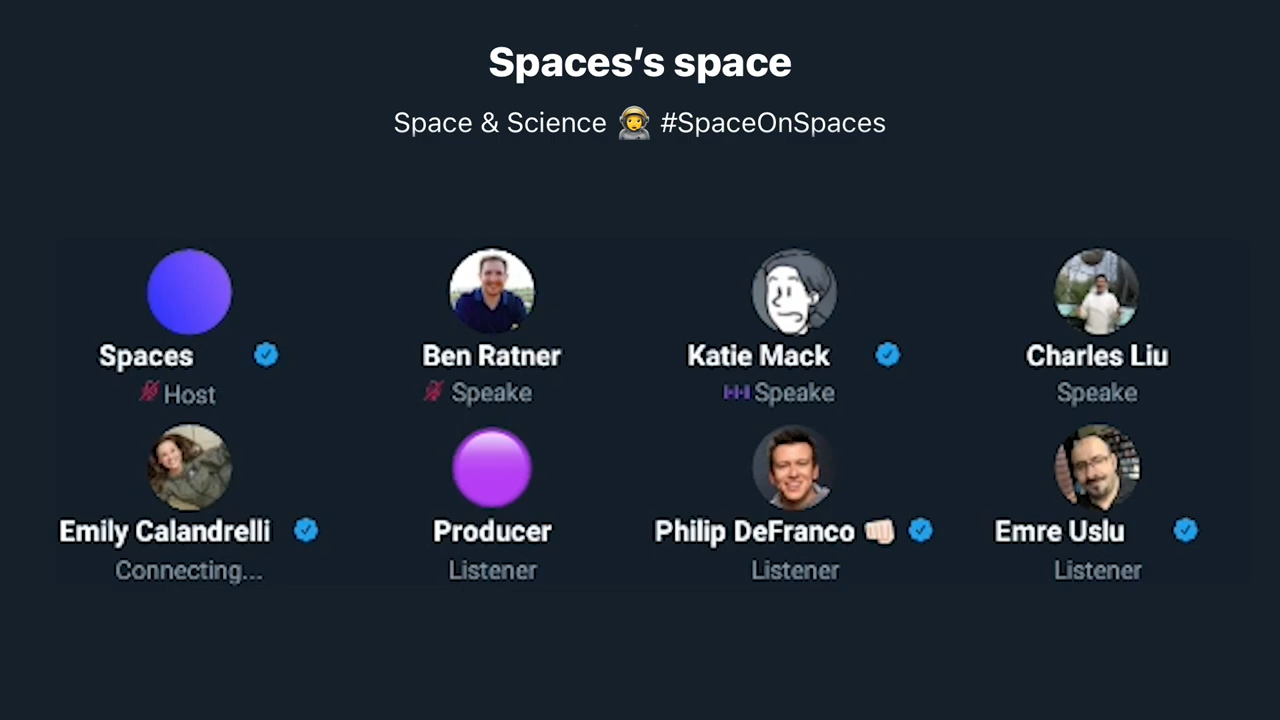 Spaces’s space
Space & Science 👩‍🚀 #SpaceOnSpaces
Spaces
Ben Ratner
Katie Mack
Charles Liu
Host
Speake
Speake
Speake
Emily Calandrelli
Producer
Philip DeFranco 👊🏻
Emre Uslu
Connecting...
Listener
Listener
Listener